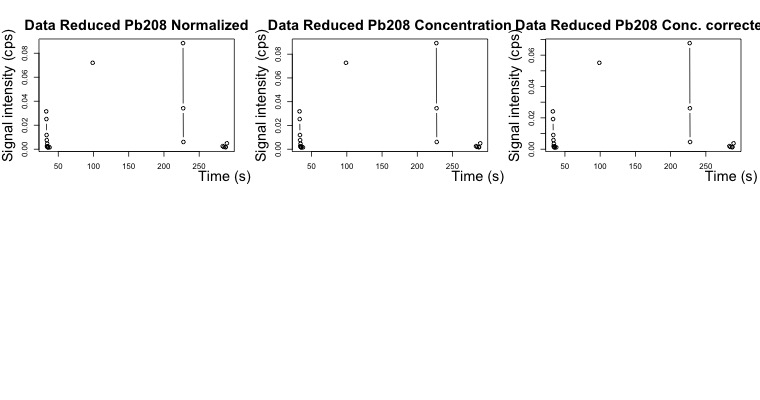 Data Reduced Pb208 Normalized
Signal intensity (cps)
0.00 0.02 0.04 0.06 0.08
50 100 150 200 250
Time (s)
Data Reduced Pb208 Concentration
Signal intensity (cps)
0.00 0.02 0.04 0.06 0.08
50 100 150 200 250
Time (s)
Data Reduced Pb208 Conc. correcte
Signal intensity (cps)
0.00 0.02 0.04 0.06
50 100 150 200 250
Time (s)